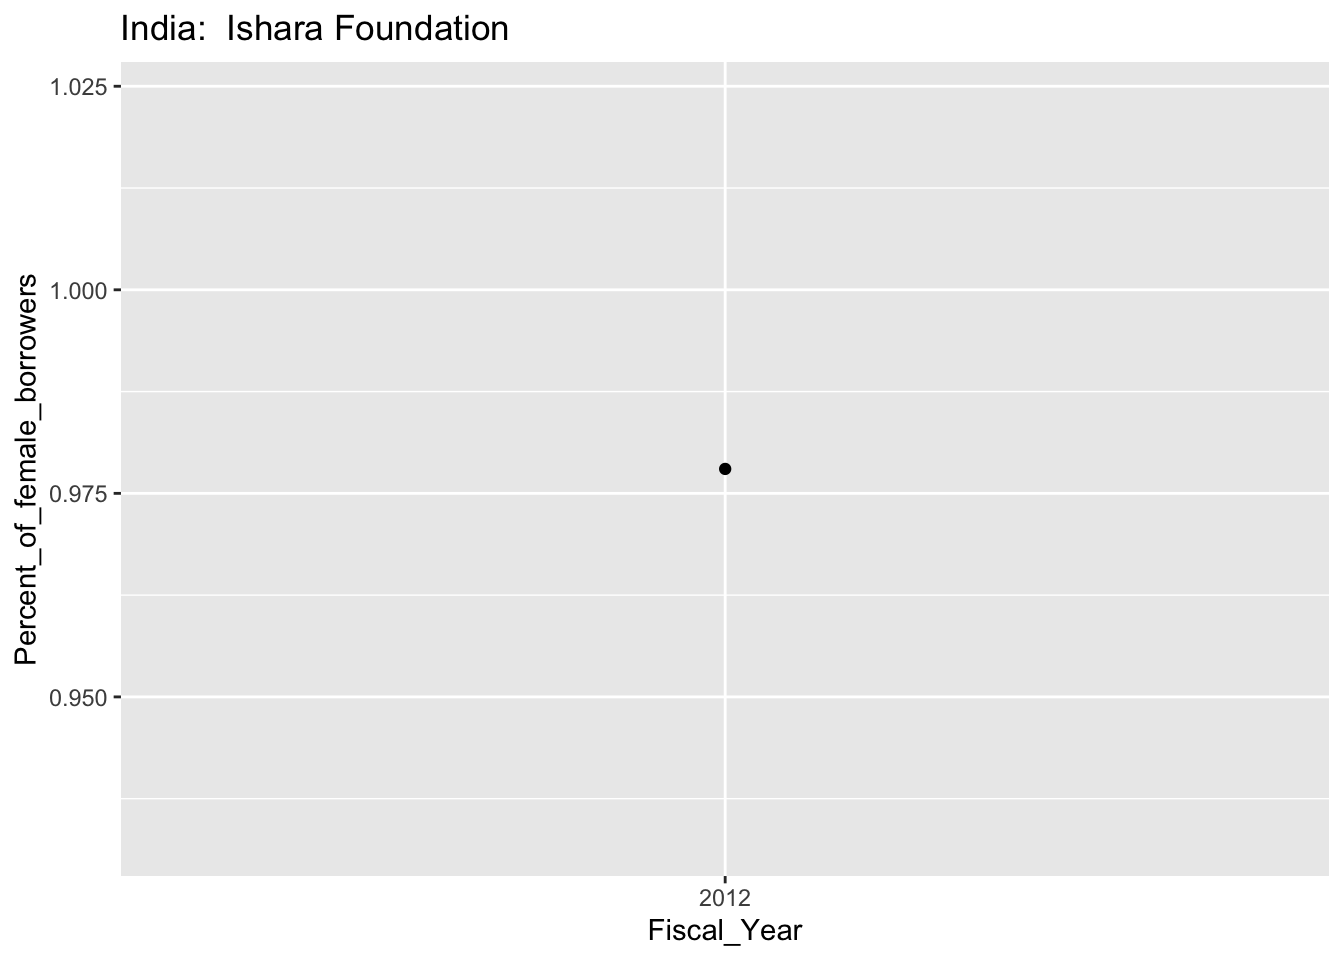 India:  Ishara Foundation
1.025
1.000
0.975
0.950
Percent_of_female_borrowers
2012
Fiscal_Year